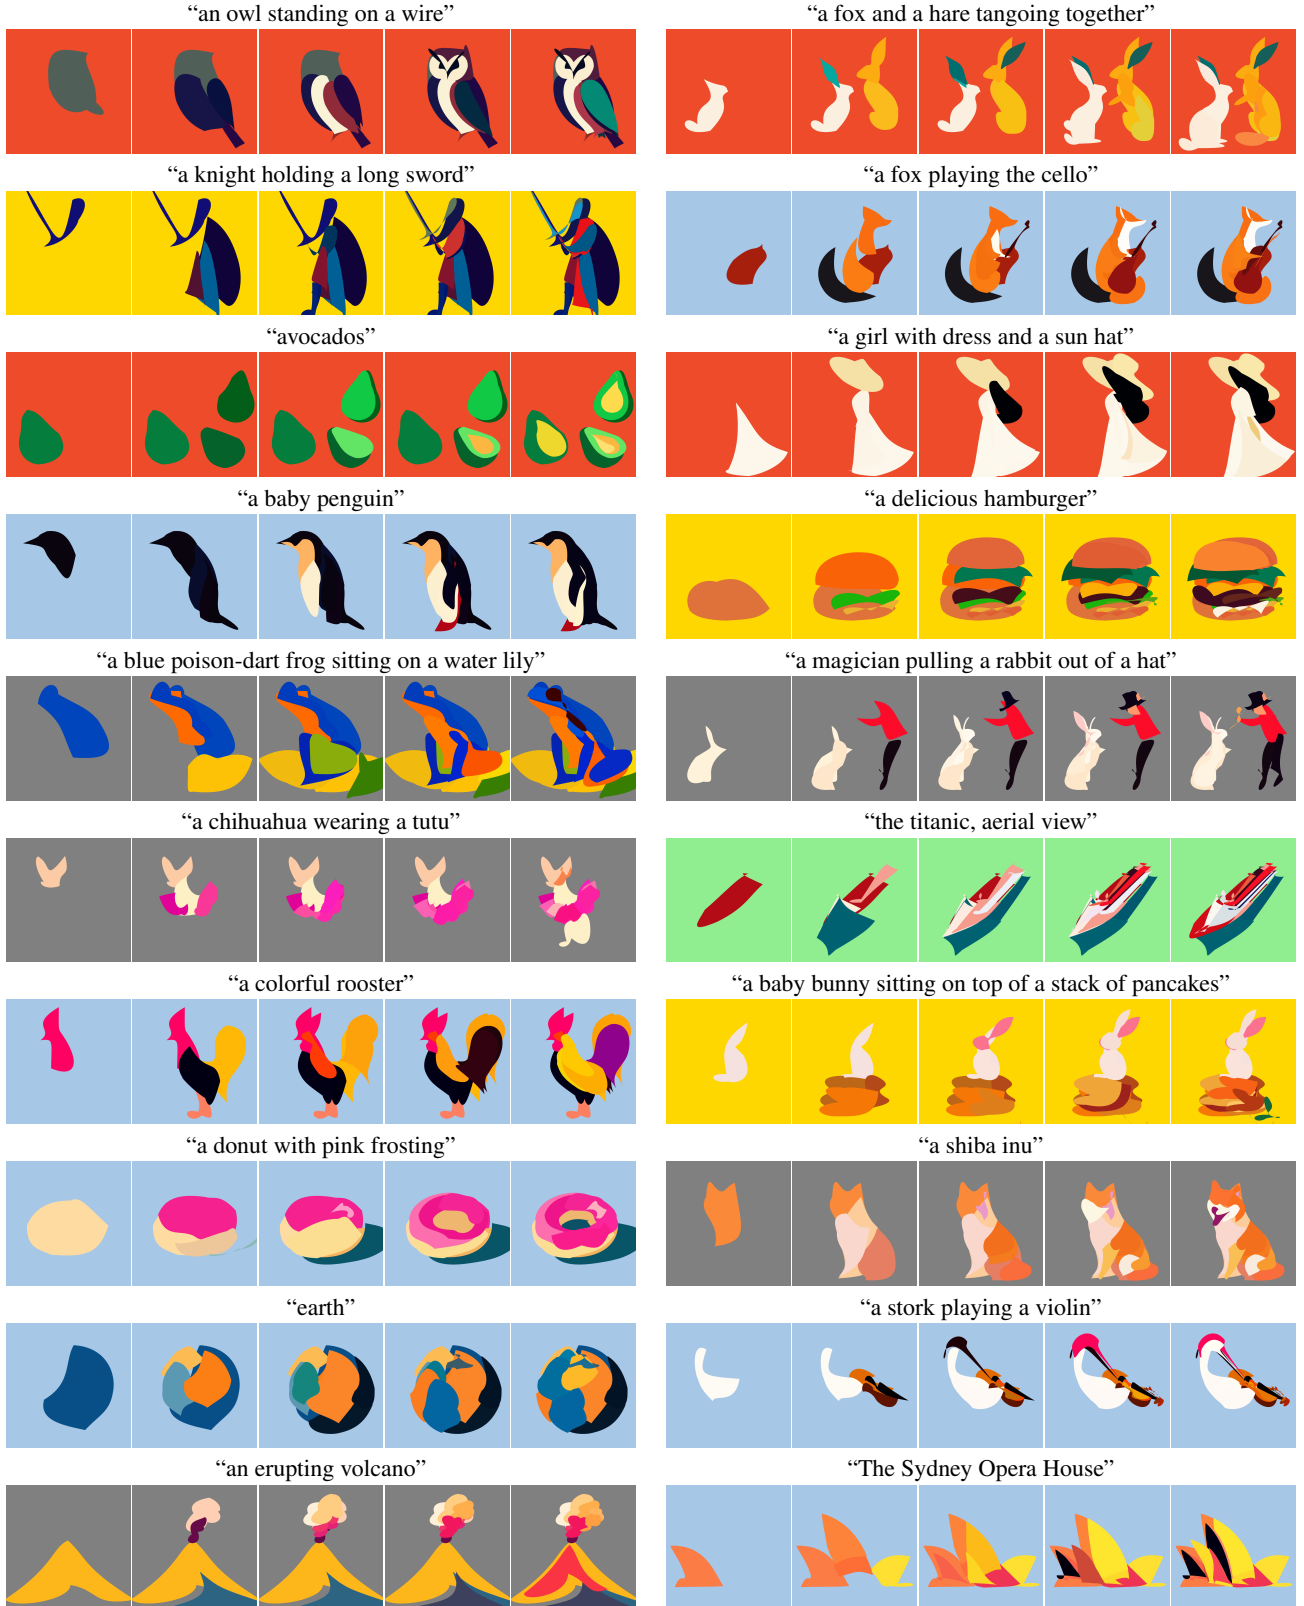 “an owl standing on a wire”
“a fox and a hare tangoing together”
“a knight holding a long sword”
“a fox playing the cello”
“avocados”
“a girl with dress and a sun hat”
“a baby penguin”
“a delicious hamburger”
“a blue poison-dart frog sitting on a water lily”
“a magician pulling a rabbit out of a hat”
“a chihuahua wearing a tutu”
“the titanic, aerial view”
“a colorful rooster”
“a baby bunny sitting on top of a stack of pancakes”
“a donut with pink frosting”
“a shiba inu”
“earth”
“a stork playing a violin”
“an erupting volcano”
“The Sydney Opera House”